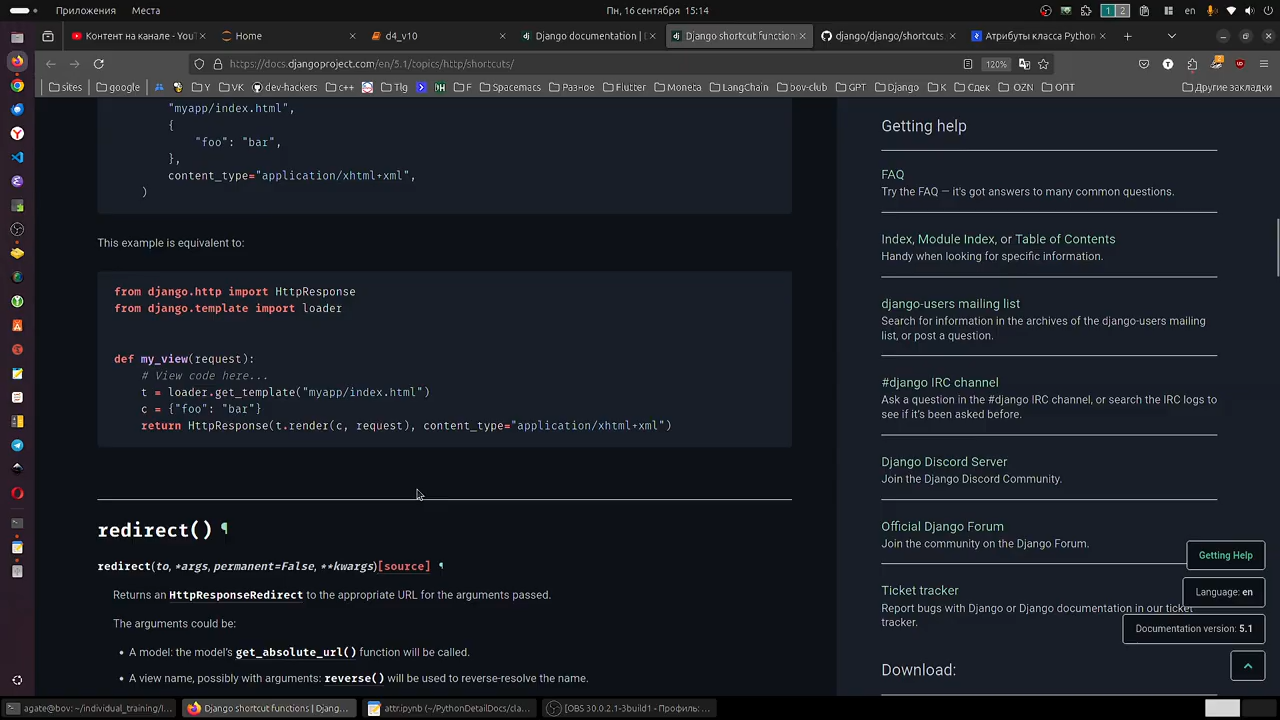 Приложения
Пн, 16 сентября 15:14
en
1 2
Контент на канале - YouT
Home
d4_v10
Django documentation |
Django shortcut function
django/django/shortcuts.
Атрибуты класса Python
https://docs.djangoproject.com/en/5.1/topics/http/shortcuts/
120%
sites
google
Y
VK
dev-hackers
c++
Tlg
F
Spacemacs
Разное
Flutter
Moneta
LangChain
bov-club
GPT
Django
K
Сдек
OZN
ОПТ
Другие закладки
"myapp/index.html",
{
"foo": "bar",
},
content_type="application/xhtml+xml",
)
This example is equivalent to:
from django.http import HttpResponse
from django.template import loader
def my_view(request):
# View code here...
t = loader.get_template("myapp/index.html")
c = {"foo": "bar"}
return HttpResponse(t.render(c, request), content_type="application/xhtml+xml")
redirect() ¶
redirect(to, *args, permanent=False, **kwargs)[source] ¶
Returns an HttpResponseRedirect to the appropriate URL for the arguments passed.
The arguments could be:
• A model: the model's get_absolute_url() function will be called.
• A view name, possibly with arguments: reverse() will be used to reverse-resolve the name.
Getting help
FAQ
Try the FAQ — it's got answers to many common questions.
Index, Module Index, or Table of Contents
Handy when looking for specific information.
django-users mailing list
Search for information in the archives of the django-users mailing
list, or post a question.
#django IRC channel
Ask a question in the #django IRC channel, or search the IRC logs to
see if it's been asked before.
Django Discord Server
Join the Django Discord Community.
Official Django Forum
Join the community on the Django Forum.
Ticket tracker
Report bugs with Django or Django documentation in our ticket
tracker.
Download:
Getting Help
Language: en
Documentation version: 5.1
agate@bov: ~/individual_training/I...
Django shortcut functions | Djang...
attr.ipynb (~/PythonDetailDocs/cla...
[OBS 30.0.2.1-3build1 - Профиль: ...